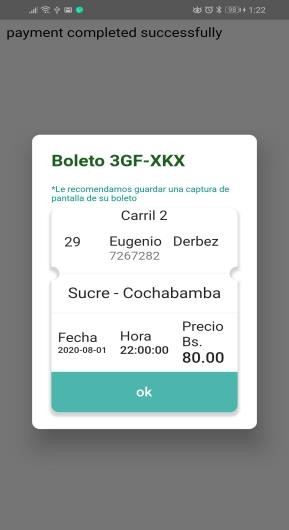 98 1:22
payment completed successfully
Boleto 3GF-XKX
*Le recomendamos guardar una captura de
pantalla de su boleto
Carril 2
29 Eugenio Derbez
7267282
Sucre - Cochabamba
Fecha Hora Precio
Bs.
2020-08-01 22:00:00 80.00
ok